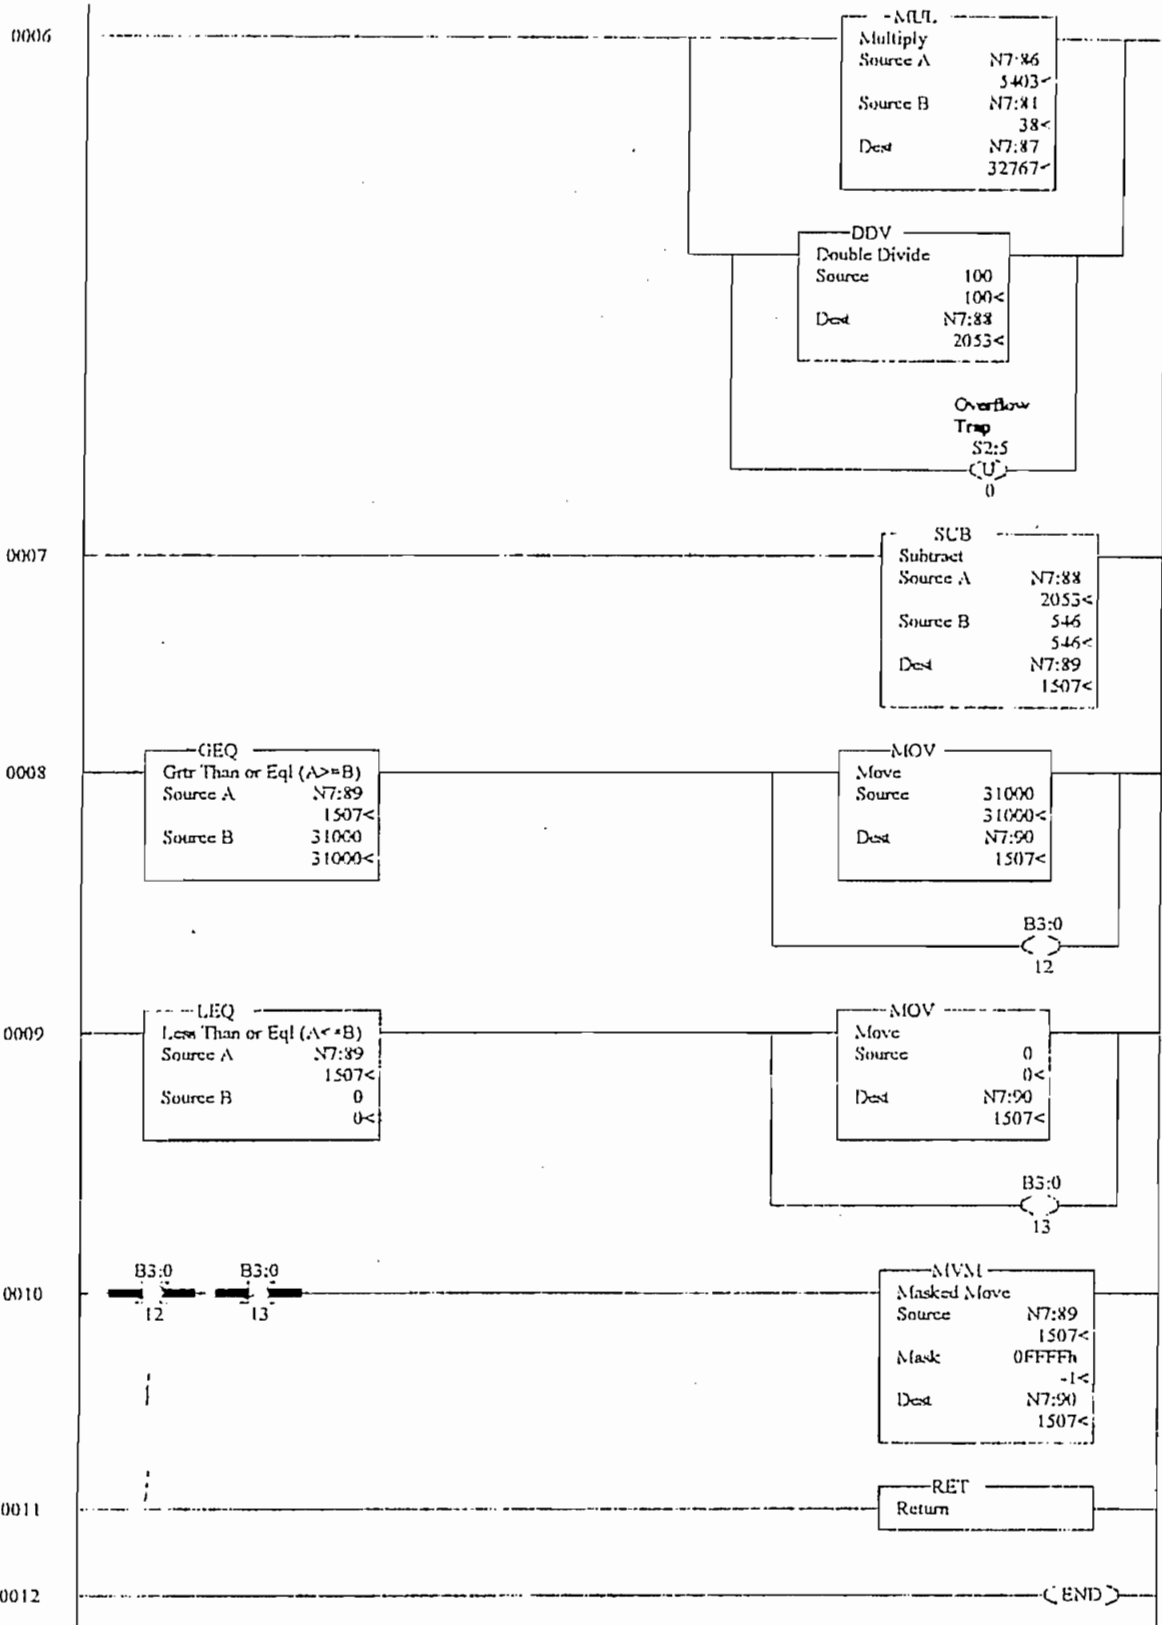 0006
MUL
Multiply
Source A N7:86
5403<
Source B N7:81
38<
Dest N7:87
32767<
DDV
Double Divide
Source 100
100<
Dest N7:88
2053<
Overflow
Trap
S2:5
U
0
0007
SUB
Subtract
Source A N7:88
2053<
Source B 546
546<
Dest N7:89
1507<
0008
GEQ
Grtr Than or Eql (A>=B)
Source A N7:89
1507<
Source B 31000
31000<
MOV
Move
Source 31000
31000<
Dest N7:90
1507<
B3:0
12
0009
LEQ
Less Than or Eql (A<=B)
Source A N7:89
1507<
Source B 0
0<
MOV
Move
Source 0
0<
Dest N7:90
1507<
B3:0
13
0010
B3:0 B3:0
12 13
MVM
Masked Move
Source N7:89
1507<
Mask 0FFFFh
-1<
Dest N7:90
1507<
0011
RET
Return
0012
END